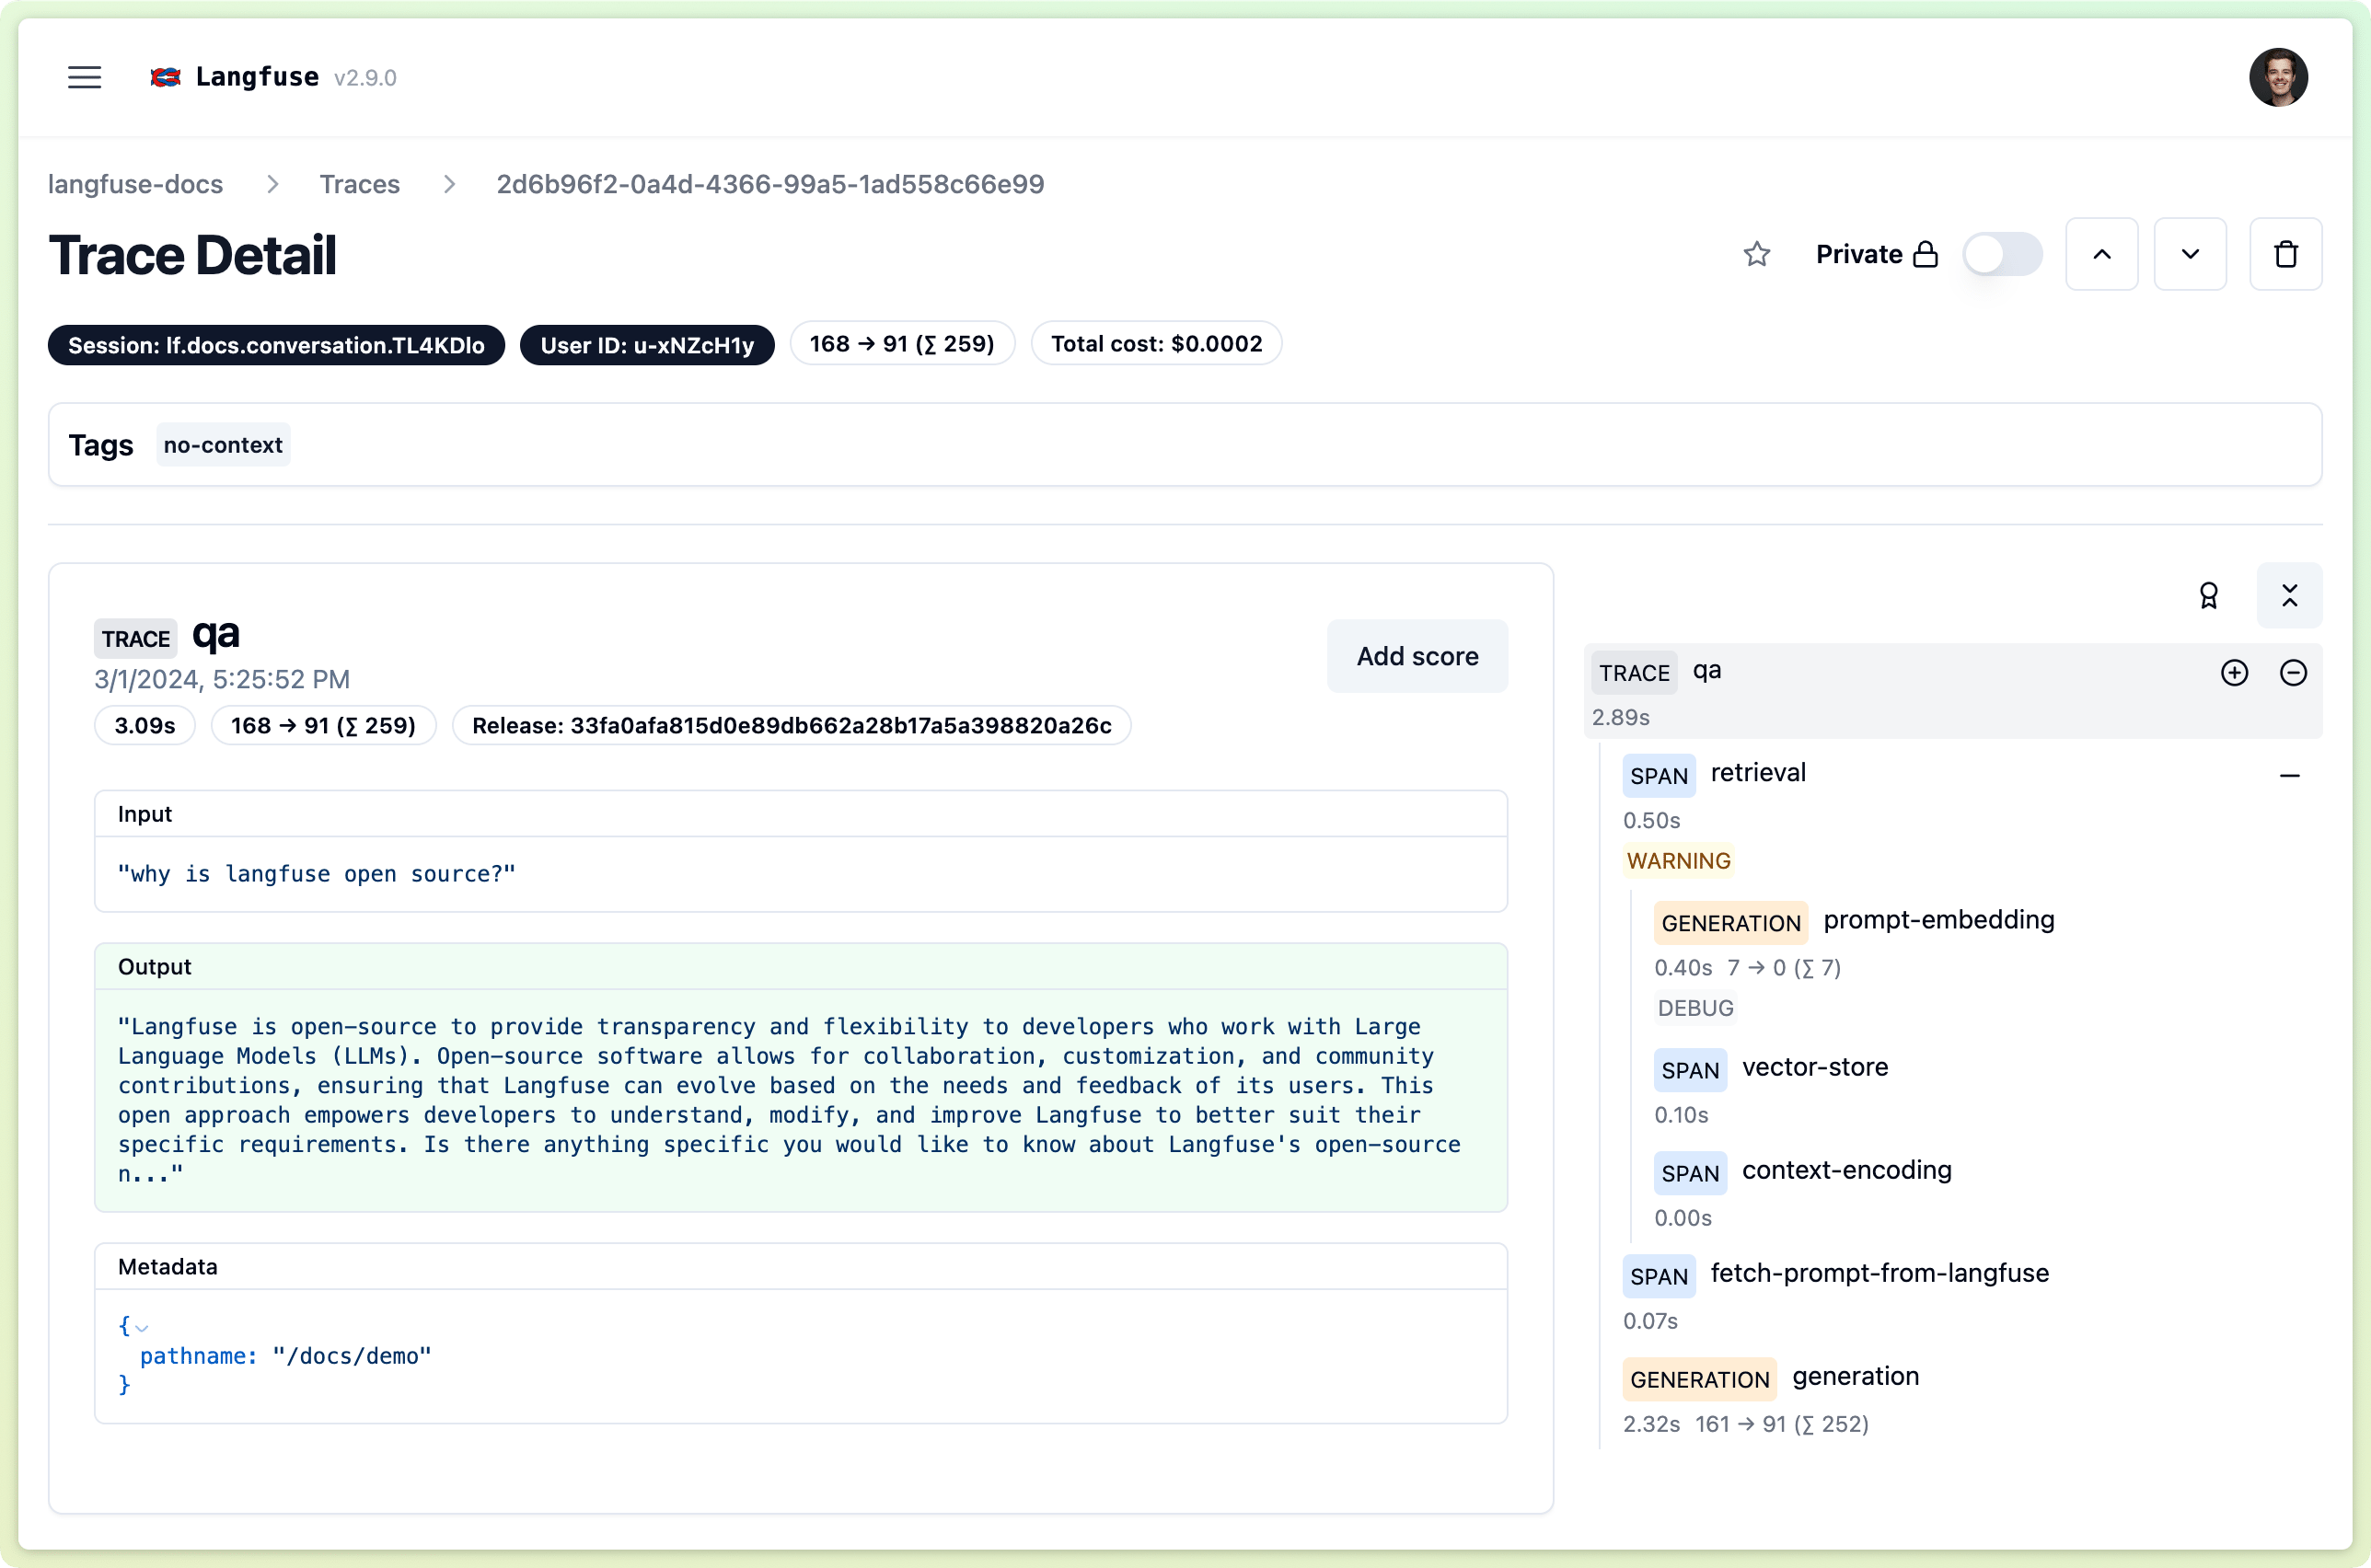 Langfuse v2.9.0
langfuse-docs > Traces > 2d6b96f2-0a4d-4366-99a5-1ad558c66e99
Trace Detail
Private
Session: lf.docs.conversation.TL4KDlo User ID: u-xNZcH1y 168 → 91 (∑ 259) Total cost: $0.0002
Tags no-context
TRACE qa
3/1/2024, 5:25:52 PM
3.09s 168 → 91 (∑ 259) Release: 33fa0afa815d0e89db662a28b17a5a398820a26c
Add score
Input
"why is langfuse open source?"
Output
"Langfuse is open-source to provide transparency and flexibility to developers who work with Large
Language Models (LLMs). Open-source software allows for collaboration, customization, and community
contributions, ensuring that Langfuse can evolve based on the needs and feedback of its users. This
open approach empowers developers to understand, modify, and improve Langfuse to better suit their
specific requirements. Is there anything specific you would like to know about Langfuse's open-source
n..."
Metadata
{
pathname: "/docs/demo"
}
TRACE qa
2.89s
SPAN retrieval
0.50s
WARNING
GENERATION prompt-embedding
0.40s 7 → 0 (∑ 7)
DEBUG
SPAN vector-store
0.10s
SPAN context-encoding
0.00s
SPAN fetch-prompt-from-langfuse
0.07s
GENERATION generation
2.32s 161 → 91 (∑ 252)